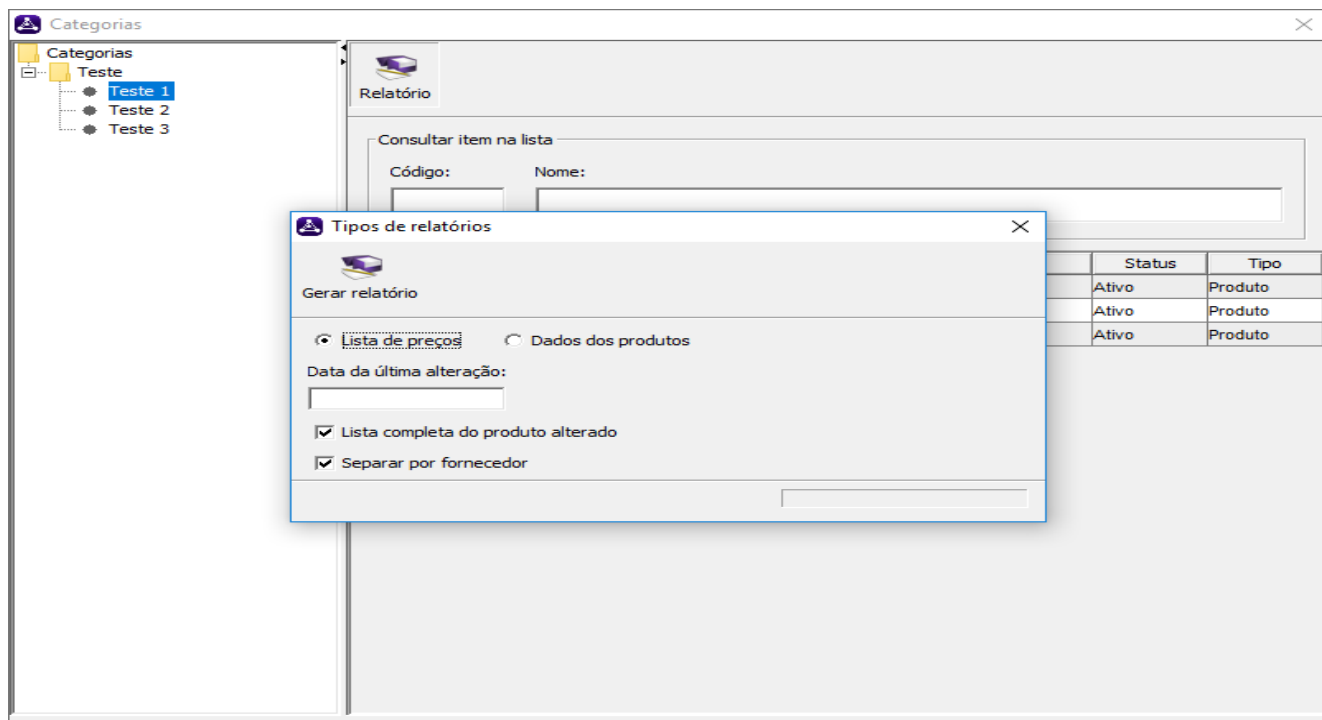 Categorias
Categorias
Teste
Teste 1
Teste 2
Teste 3
Relatório
Consultar item na lista
Código: Nome:
Tipos de relatórios
Gerar relatório
Lista de preços Dados dos produtos
Data da última alteração:
Lista completa do produto alterado
Separar por fornecedor
Status Tipo
Ativo Produto
Ativo Produto
Ativo Produto